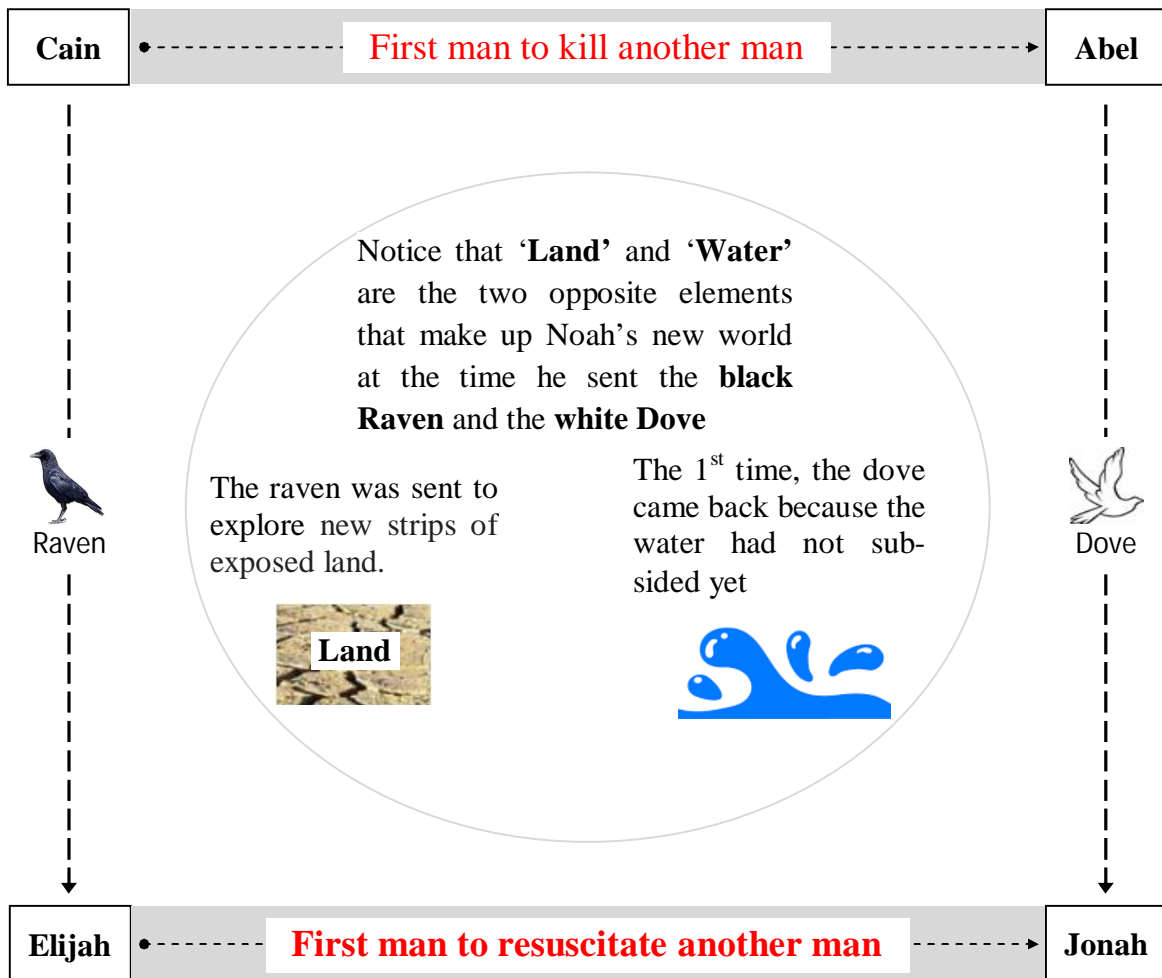 Cain
First man to kill another man
Abel
Notice that ‘Land’ and ‘Water’
are the two opposite elements
that make up Noah’s new world
at the time he sent the black
Raven and the white Dove
The raven was sent to
explore new strips of
exposed land.
Land
The 1st time, the dove
came back because the
water had not sub-
sided yet
Raven
Dove
Elijah
First man to resuscitate another man
Jonah